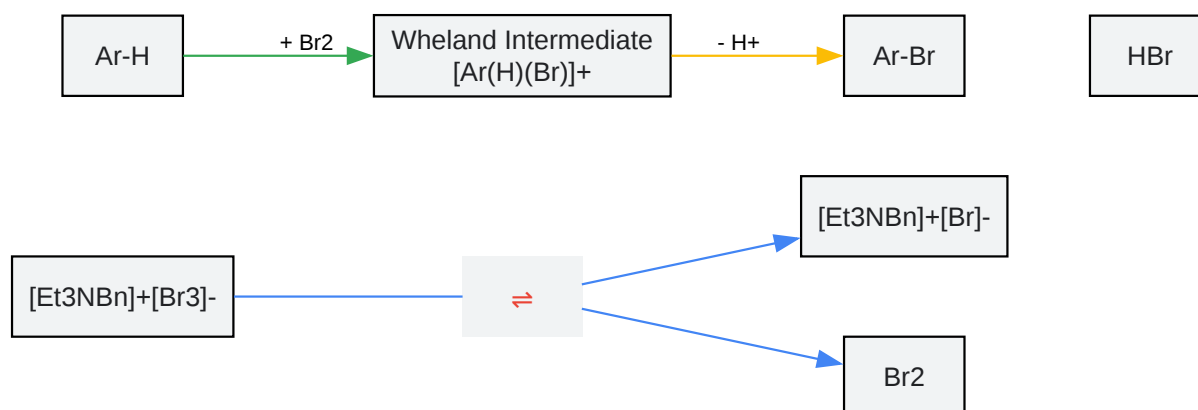 Ar-H
+ Br2
Wheland Intermediate
[Ar(H)(Br)]+
- H+
Ar-Br
HBr
[Et3NBn]+[Br]-
[Et3NBn]+[Br3]-
⇌
Br2